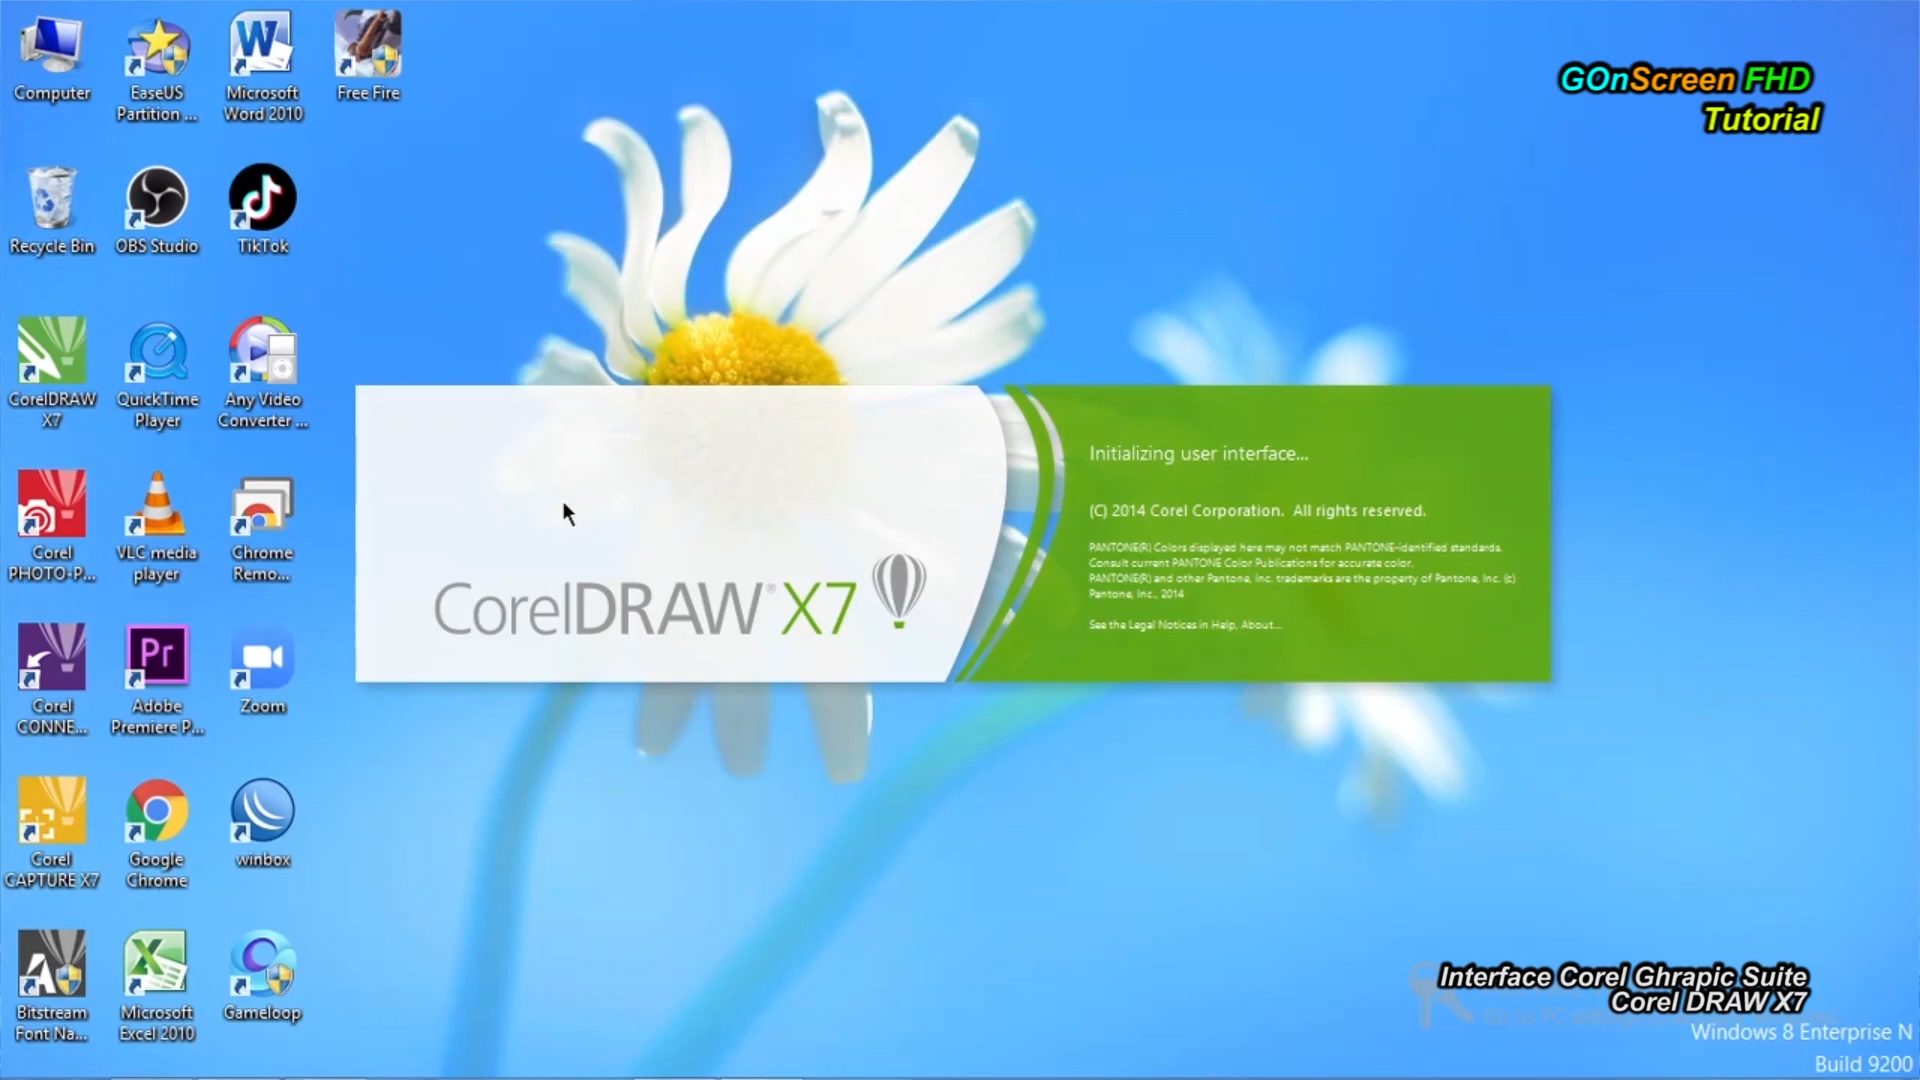 Computer
EaseUS
Partition ...
Microsoft
Word 2010
Free Fire
GOnScreen FHD
Tutorial
Recycle Bin
OBS Studio
TikTok
CorelDRAW
X7
QuickTime
Player
Any Video
Converter ...
Initializing user interface...
(C) 2014 Corel Corporation.  All rights reserved.
PANTONE(R) Colors displayed here may not match PANTONE-identified standards.
Consult current PANTONE Color Publications for accurate color.
PANTONE(R) and other Pantone, Inc. trademarks are the property of Pantone, Inc. (c)
Pantone, Inc., 2014
See the Legal Notices in Help, About...
CorelDRAW® X7
Corel
PHOTO-P...
VLC media
player
Chrome
Remo...
Corel
CONNE...
Pr
Adobe
Premiere P...
Zoom
Corel
CAPTURE X7
Google
Chrome
winbox
Bitstream
Font Na...
Microsoft
Excel 2010
Gameloop
Interface Corel Ghrapic Suite
Corel DRAW X7
Windows 8 Enterprise N
Build 9200